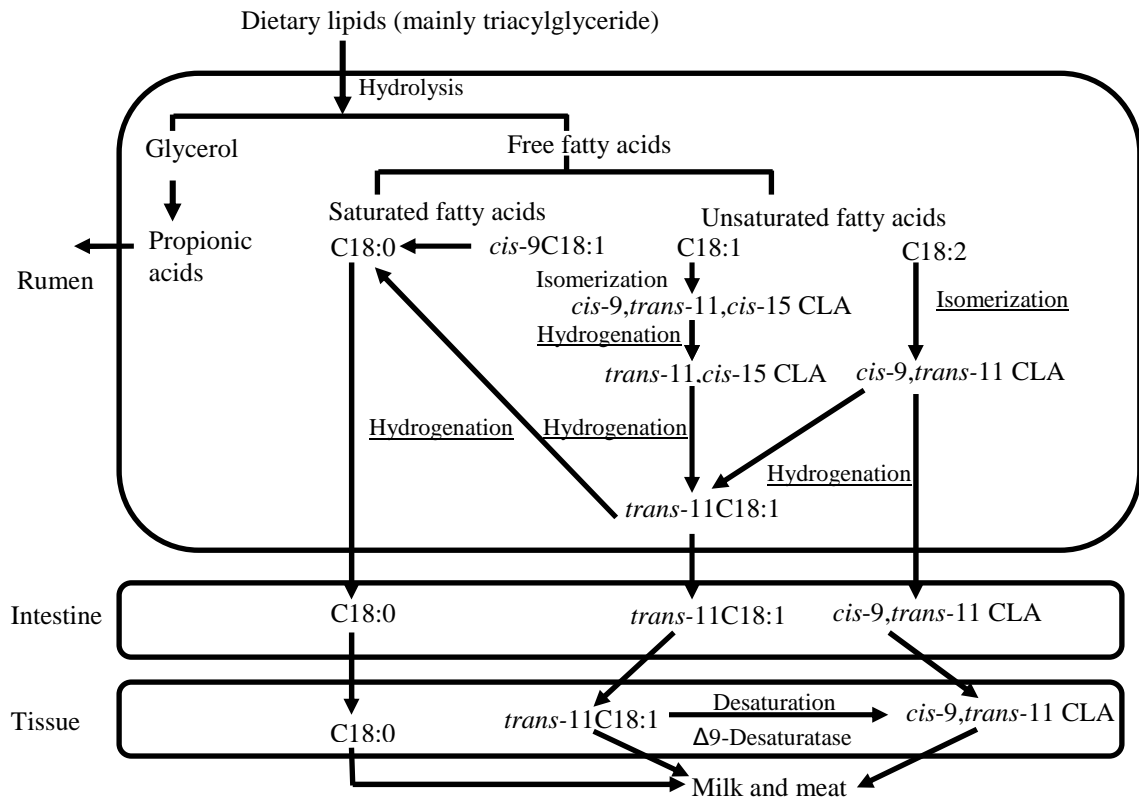 Dietary lipids (mainly triacylglyceride)
Hydrolysis
Glycerol
Free fatty acids
Saturated fatty acids
Unsaturated fatty acids
Rumen
Propionic
acids
C18:0
cis-9C18:1
C18:1
C18:2
Isomerization
Isomerization
cis-9,trans-11,cis-15 CLA
Hydrogenation
trans-11,cis-15 CLA
cis-9,trans-11 CLA
Hydrogenation
Hydrogenation
Hydrogenation
trans-11C18:1
Intestine
C18:0
trans-11C18:1
cis-9,trans-11 CLA
Tissue
C18:0
trans-11C18:1
Desaturation
Δ9-Desaturatase
cis-9,trans-11 CLA
Milk and meat